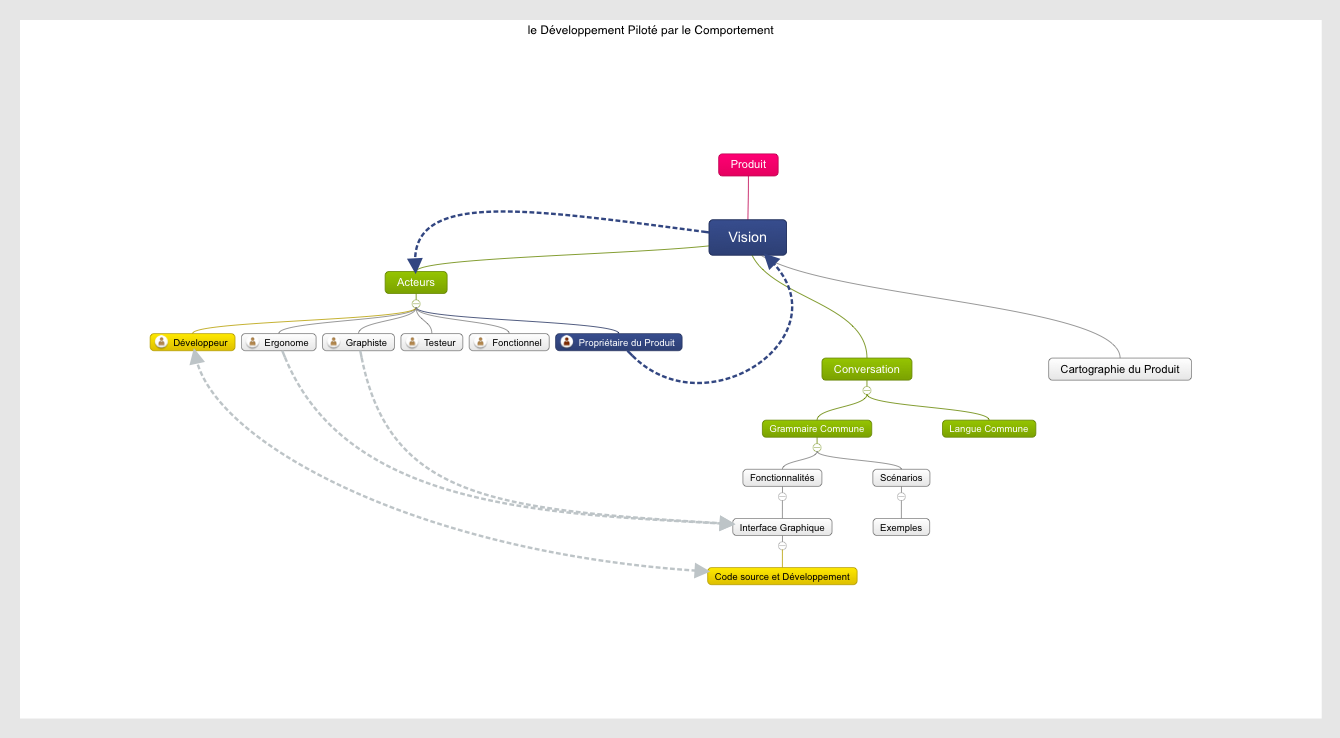 le Développement Piloté par le Comportement
Produit
Vision
Acteurs
Développeur
Ergonome
Graphiste
Testeur
Fonctionnel
Propriétaire du Produit
Conversation
Cartographie du Produit
Grammaire Commune
Langue Commune
Fonctionnalités
Scénarios
Interface Graphique
Exemples
Code source et Développement